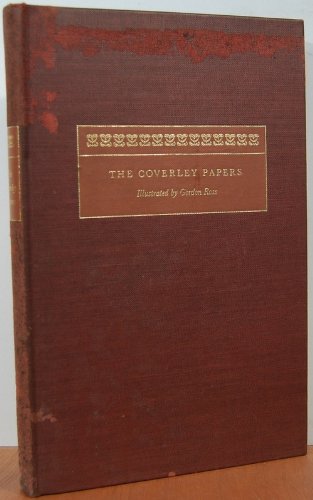 THE COVERLEY PAPERS
Illustrated by Gordon Ross